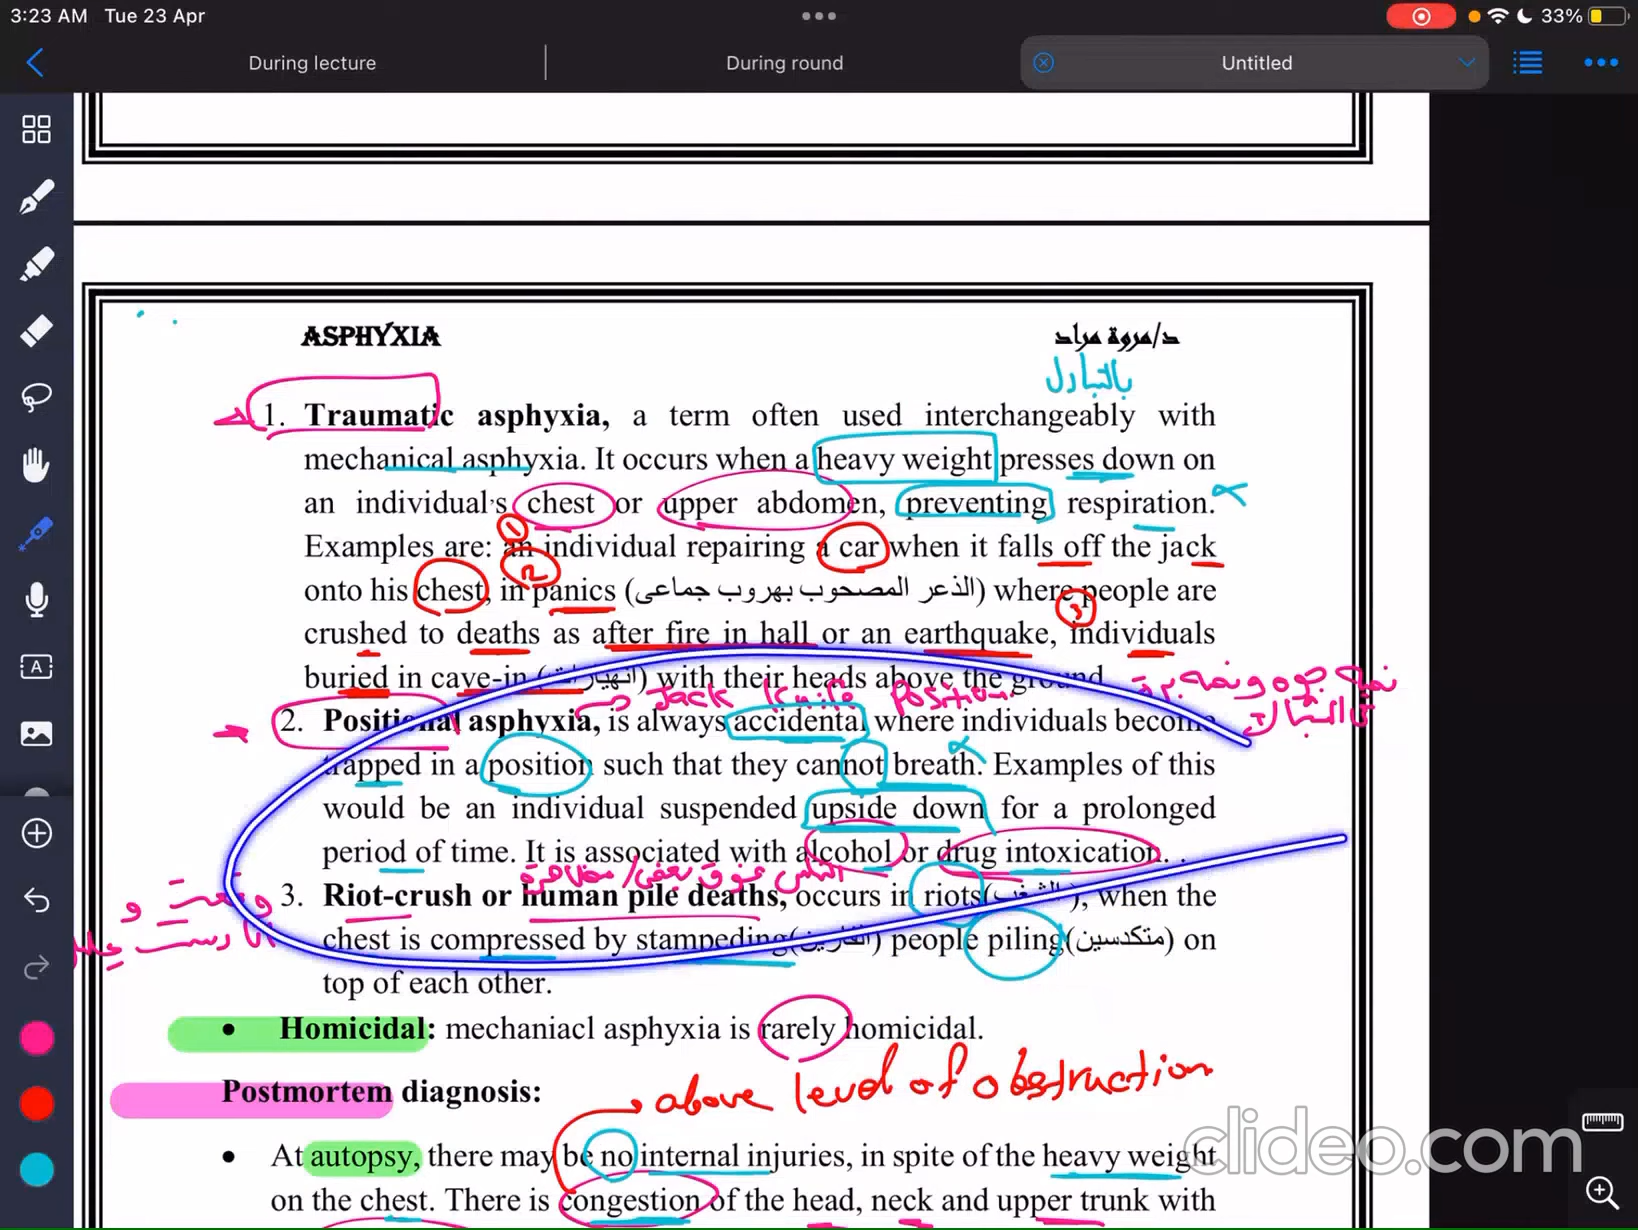 3:23 AM Tue 23 Apr
33%
During lecture
During round
Untitled
ASPHYXIA
د/مروة مراد
بالتبادل
1. Traumatic asphyxia, a term often used interchangeably with
mechanical asphyxia. It occurs when a heavy weight presses down on
an individual's chest or upper abdomen, preventing respiration.
1
Examples are: an individual repairing a car when it falls off the jack
2
onto his chest, in panics (الذعر المصحوب بهروب جماعى) where people are
3
crushed to deaths as after fire in hall or an earthquake, individuals
buried in cave-in with their heads above the ground.
Jack knife position
2. Positional asphyxia, is always accidental where individuals become
trapped in a position such that they cannot breath. Examples of this
would be an individual suspended upside down for a prolonged
period of time. It is associated with alcohol or drug intoxication.
الناس فوق بعض/
3. Riot-crush or human pile deaths, occurs in riots(الشغب), when the
chest is compressed by stampeding(الفارين) people piling(متكدسين) on
top of each other.
• Homicidal: mechaniacl asphyxia is rarely homicidal.
above level of obstruction
Postmortem diagnosis:
• At autopsy, there may be no internal injuries, in spite of the heavy weight
on the chest. There is congestion of the head, neck and upper trunk with
clideo.com